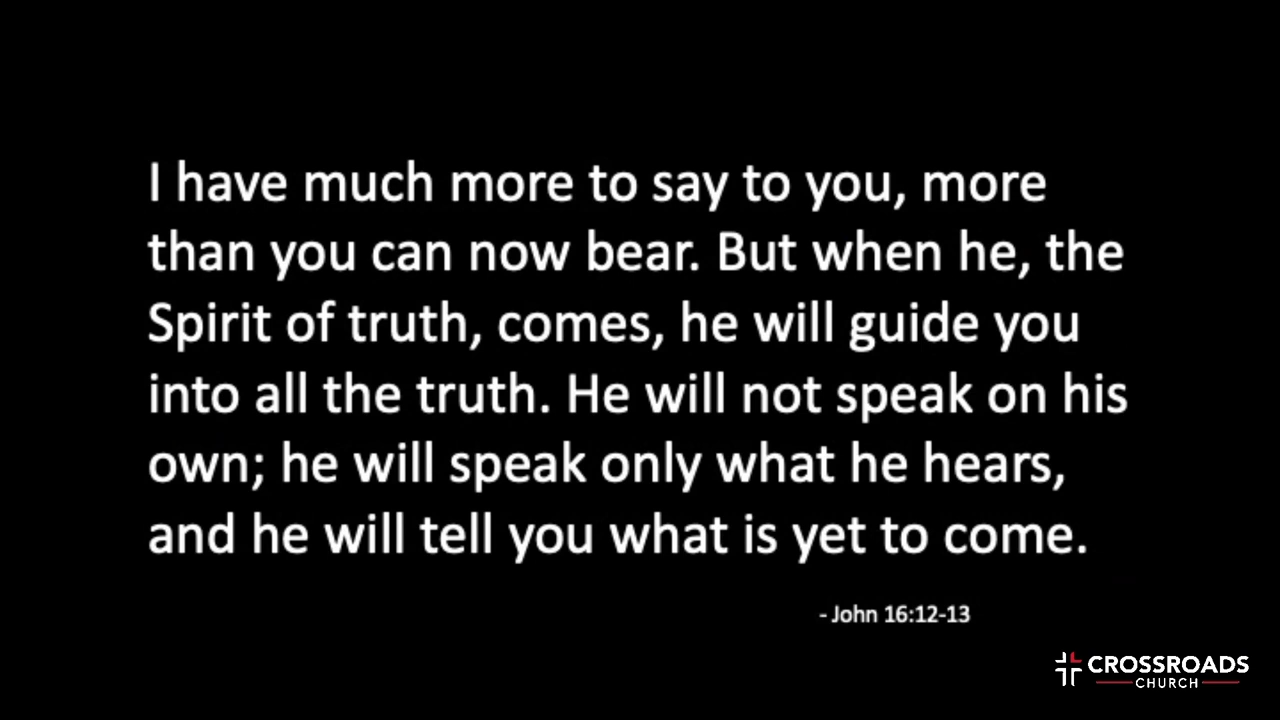 I have much more to say to you, more
than you can now bear. But when he, the
Spirit of truth, comes, he will guide you
into all the truth. He will not speak on his
own; he will speak only what he hears,
and he will tell you what is yet to come.
- John 16:12-13
CROSSROADS
CHURCH